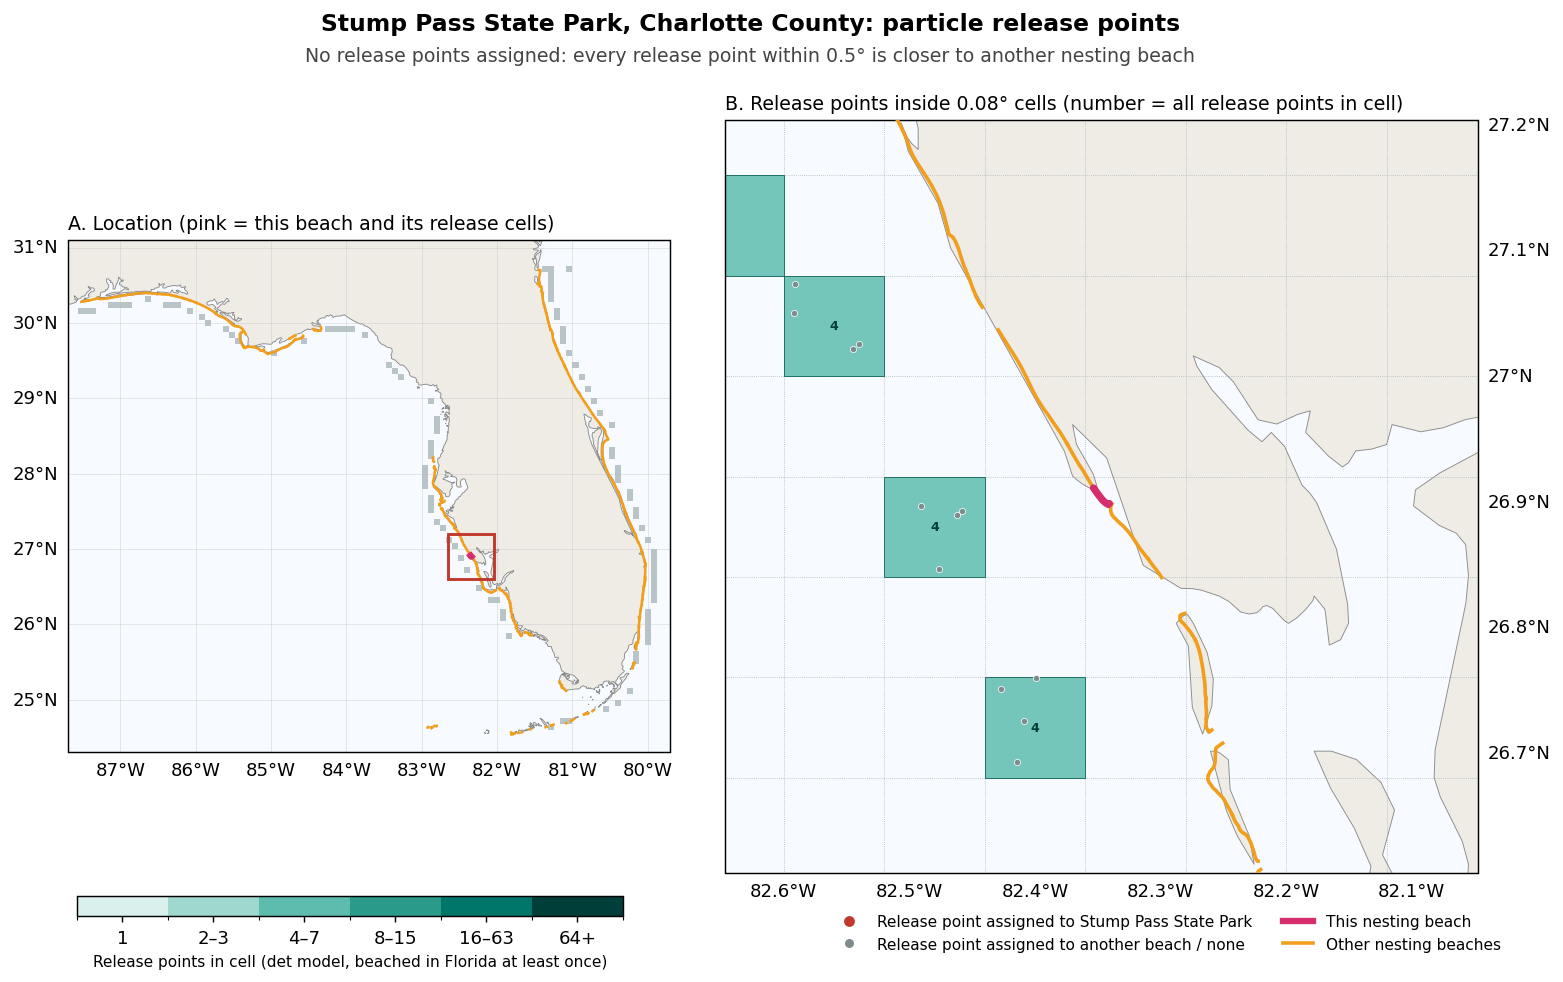 Stump Pass State Park, Charlotte County: particle release points
No release points assigned: every release point within 0.5° is closer to another nesting beach
A. Location (pink = this beach and its release cells)
31°N
30°N
29°N
28°N
27°N
26°N
25°N
87°W 86°W 85°W 84°W 83°W 82°W 81°W 80°W
B. Release points inside 0.08° cells (number = all release points in cell)
4
4
4
27.2°N
27.1°N
27°N
26.9°N
26.8°N
26.7°N
82.6°W 82.5°W 82.4°W 82.3°W 82.2°W 82.1°W
1 2–3 4–7 8–15 16–63 64+
Release points in cell (det model, beached in Florida at least once)
Release point assigned to Stump Pass State Park
Release point assigned to another beach / none
This nesting beach
Other nesting beaches